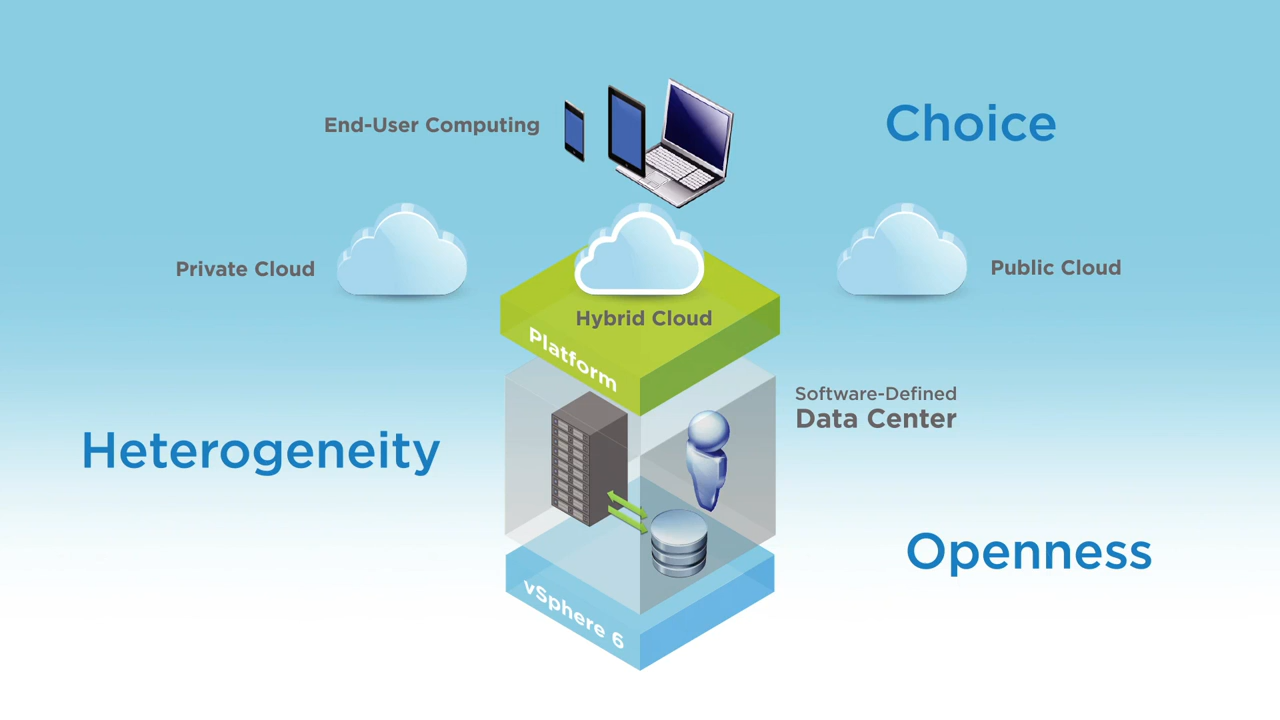 End-User Computing
Choice
Private Cloud
Public Cloud
Hybrid Cloud
Platform
Software-Defined
Data Center
Heterogeneity
Openness
vSphere 6